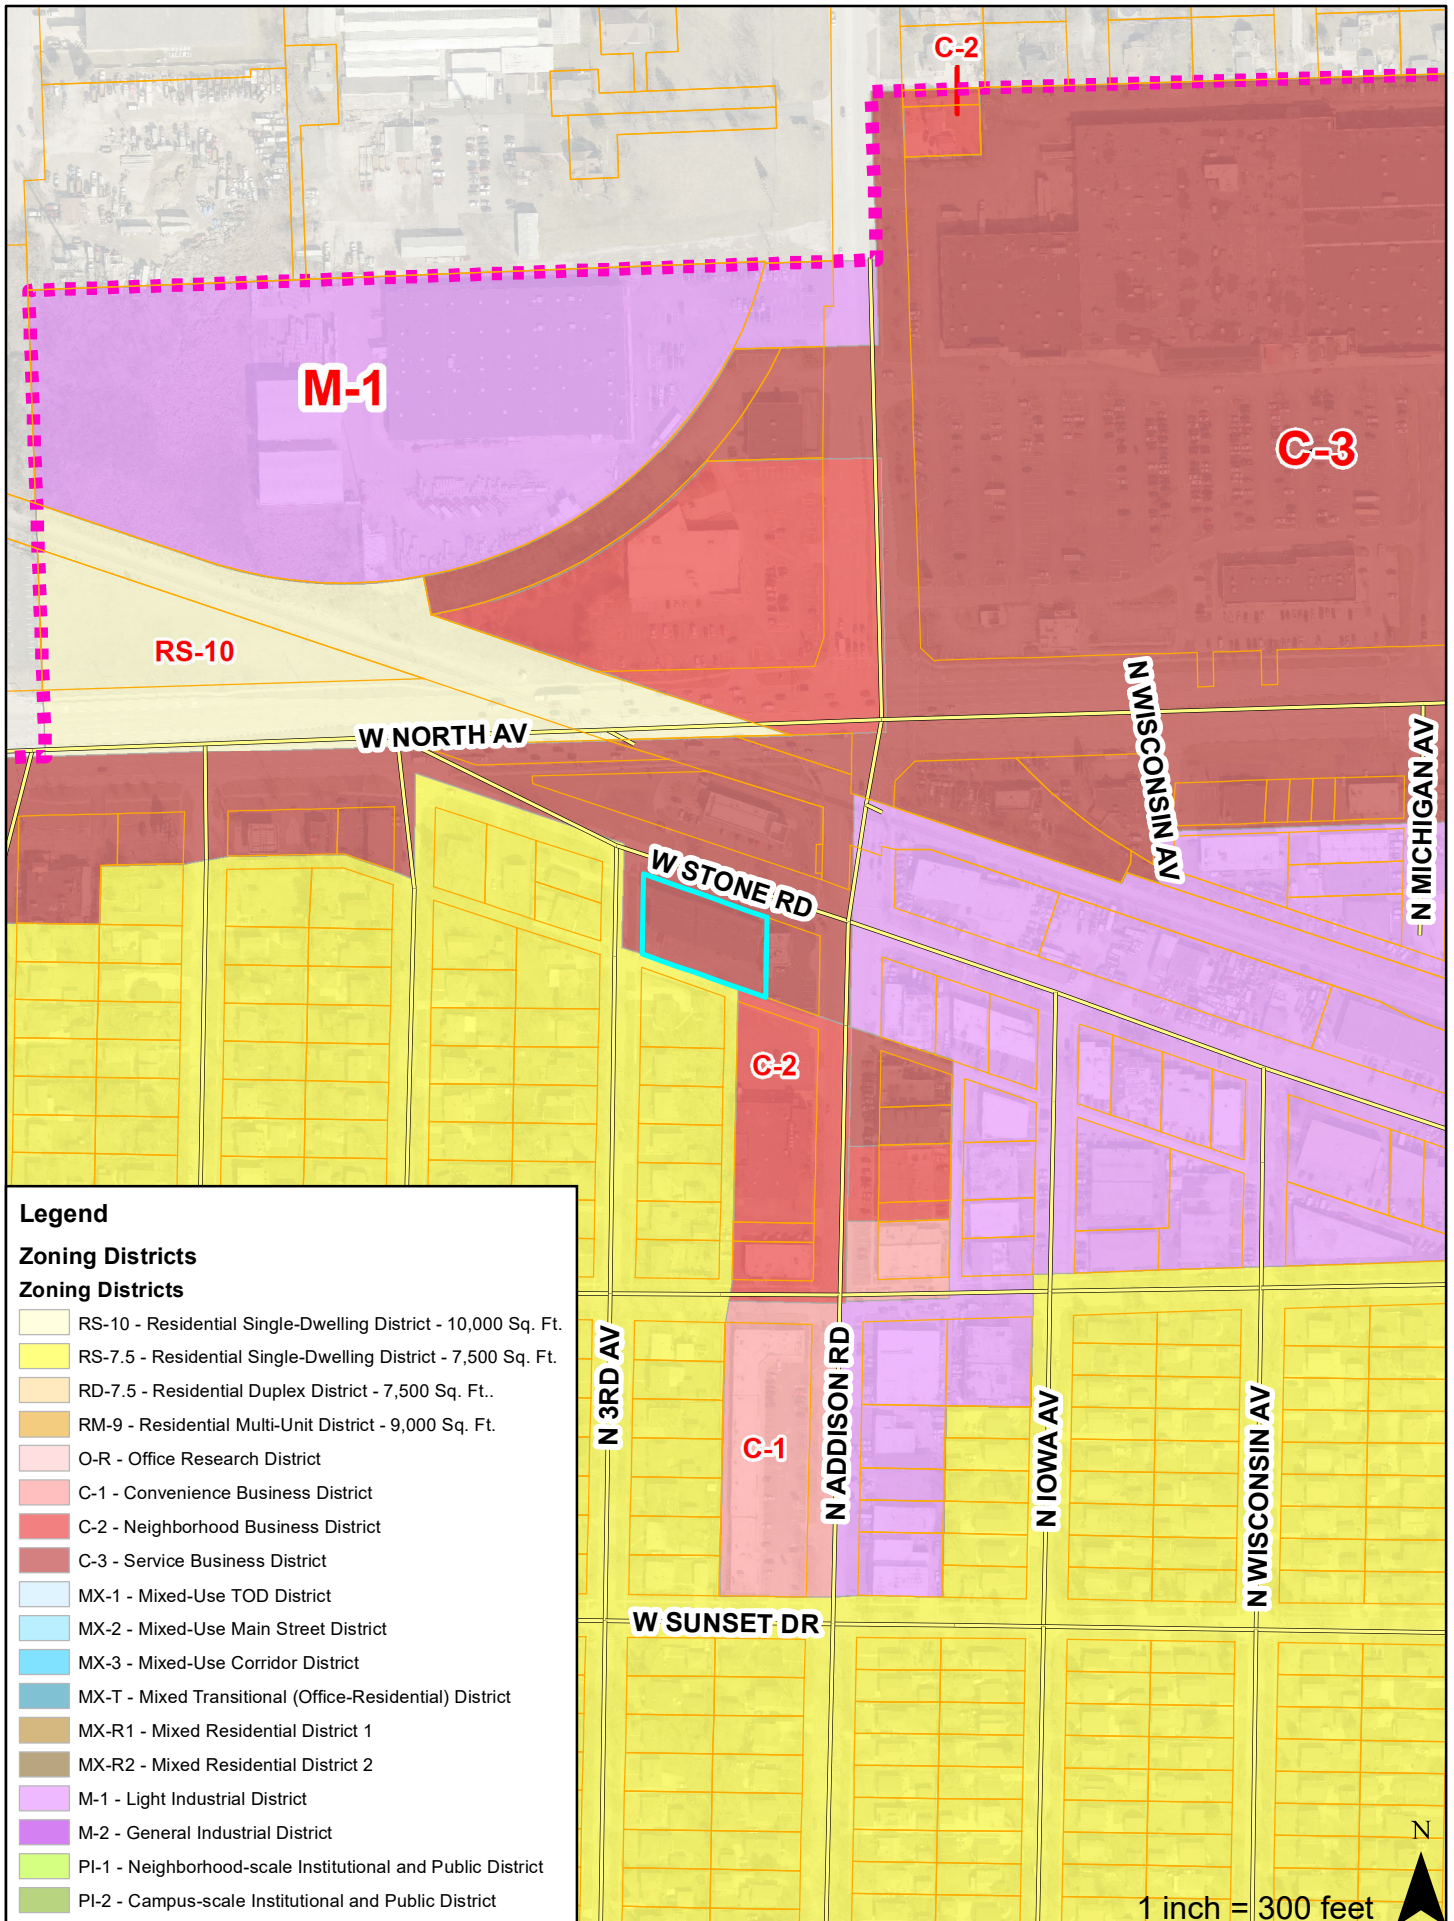 C-2
M-1
C-3
RS-10
N WISCONSIN AV
W NORTH AV
N MICHIGAN AV
W STONE RD
C-2
Legend
Zoning Districts
Zoning Districts
RS-10 - Residential Single-Dwelling District - 10,000 Sq. Ft.
RS-7.5 - Residential Single-Dwelling District - 7,500 Sq. Ft.
RD-7.5 - Residential Duplex District - 7,500 Sq. Ft..
RM-9 - Residential Multi-Unit District - 9,000 Sq. Ft.
O-R - Office Research District
C-1 - Convenience Business District
C-2 - Neighborhood Business District
C-3 - Service Business District
MX-1 - Mixed-Use TOD District
MX-2 - Mixed-Use Main Street District
MX-3 - Mixed-Use Corridor District
MX-T - Mixed Transitional (Office-Residential) District
MX-R1 - Mixed Residential District 1
MX-R2 - Mixed Residential District 2
M-1 - Light Industrial District
M-2 - General Industrial District
PI-1 - Neighborhood-scale Institutional and Public District
PI-2 - Campus-scale Institutional and Public District
N 3RD AV
C-1
N ADDISON RD
N IOWA AV
N WISCONSIN AV
W SUNSET DR
N
1 inch = 300 feet